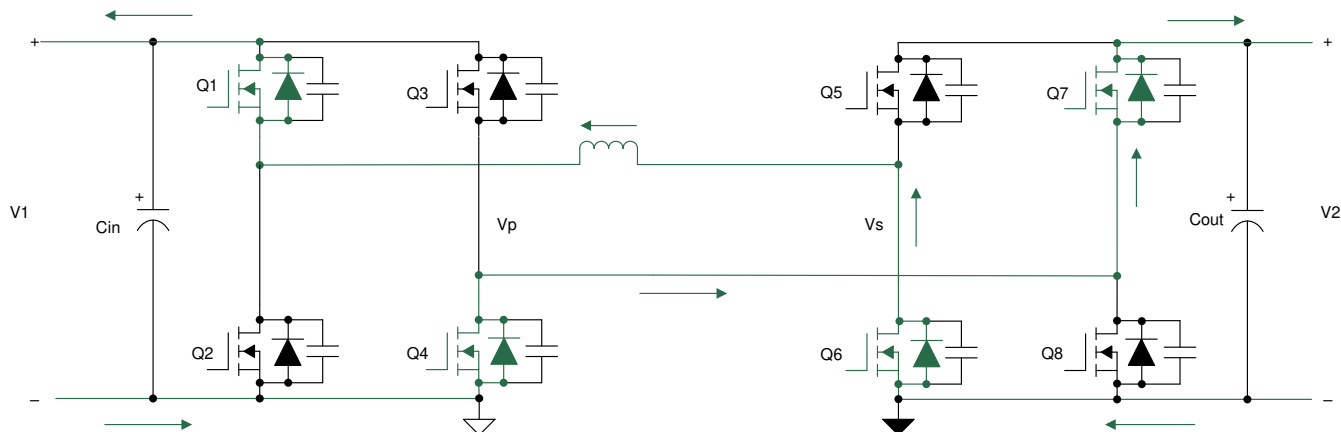 +
+
Q1
Q3
Q5
Q7
+
+
V1
Cin
Vp
Vs
Cout
V2
Q2
Q4
Q6
Q8
–
–